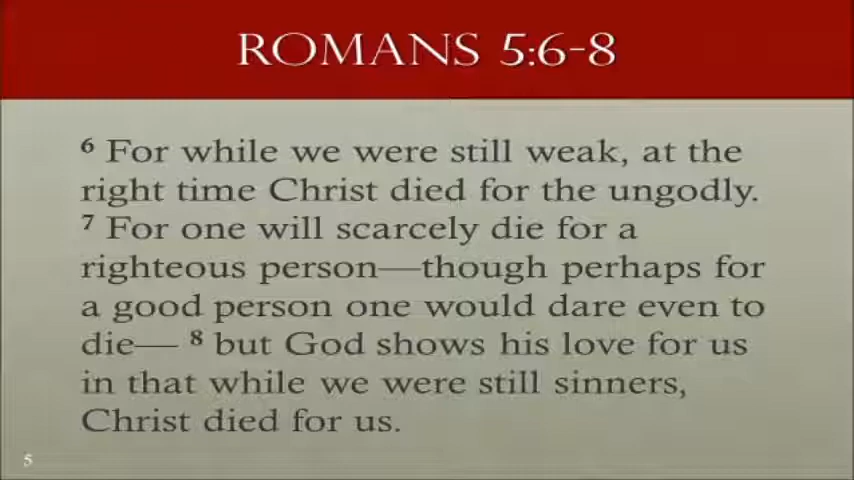 ROMANS 5:6-8
6 For while we were still weak, at the
right time Christ died for the ungodly.
7 For one will scarcely die for a
righteous person—though perhaps for
a good person one would dare even to
die— 8 but God shows his love for us
in that while we were still sinners,
Christ died for us.
5